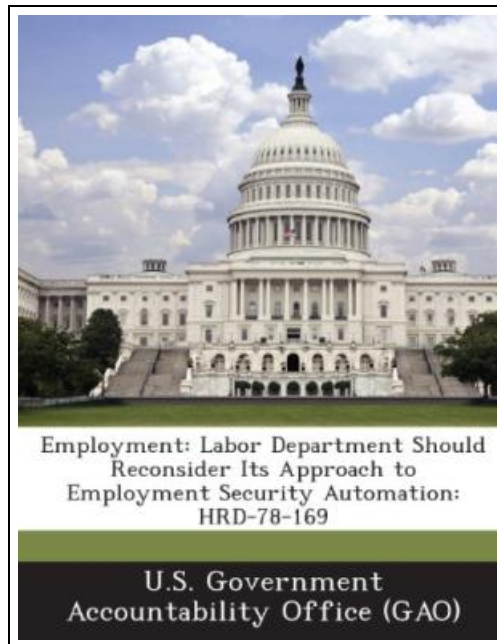 Employment: Labor Department Should
Reconsider Its Approach to
Employment Security Automation:
HRD-78-169
U.S. Government
Accountability Office (GAO)